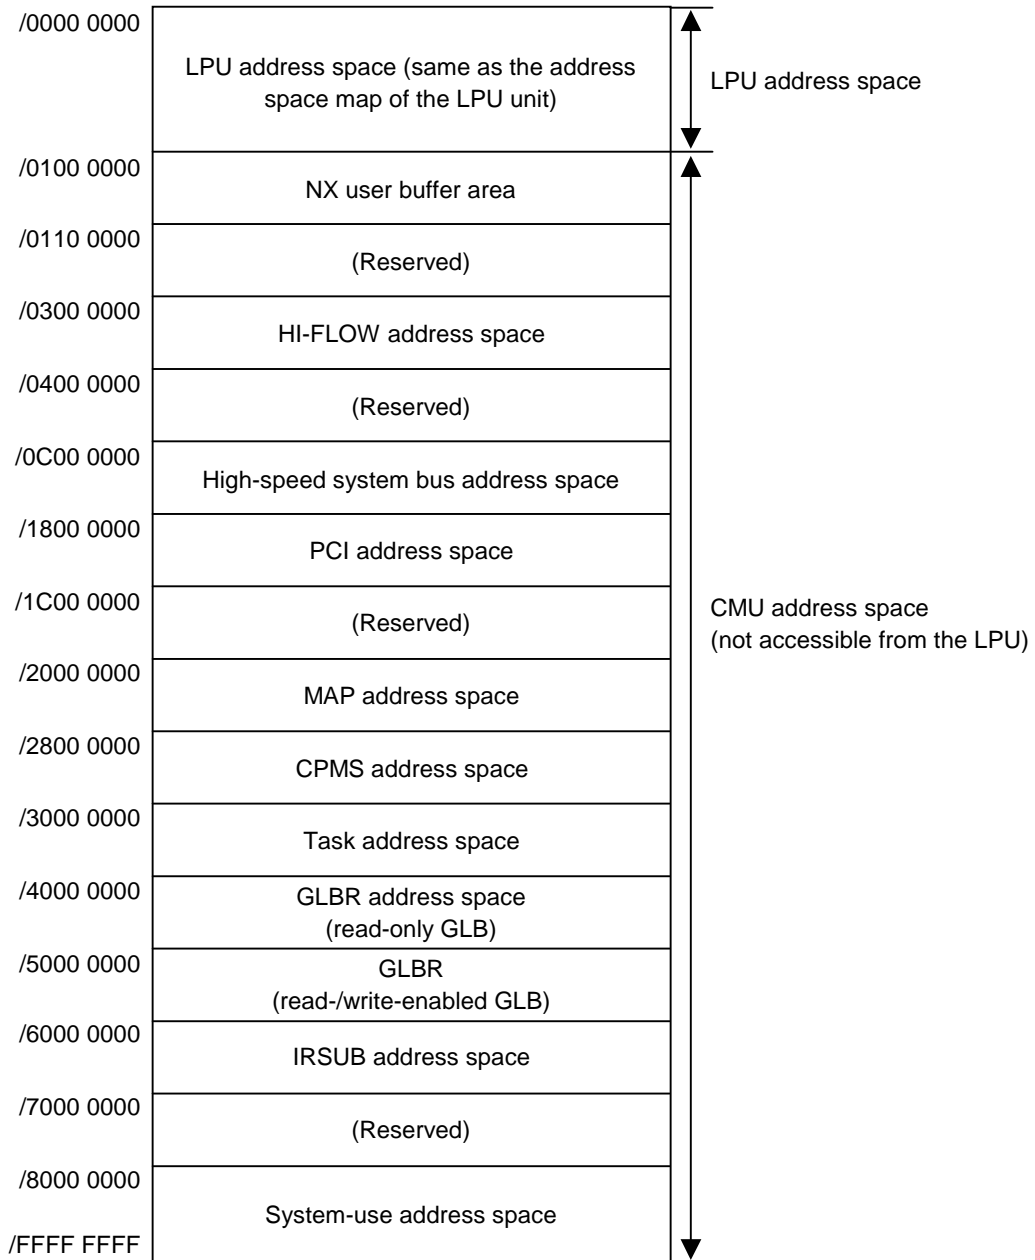 /0000 0000
LPU address space (same as the address
space map of the LPU unit)
LPU address space
/0100 0000
NX user buffer area
/0110 0000
(Reserved)
/0300 0000
HI-FLOW address space
/0400 0000
(Reserved)
/0C00 0000
High-speed system bus address space
/1800 0000
PCI address space
/1C00 0000
(Reserved)
CMU address space
(not accessible from the LPU)
/2000 0000
MAP address space
/2800 0000
CPMS address space
/3000 0000
Task address space
/4000 0000
GLBR address space
(read-only GLB)
/5000 0000
GLBR
(read-/write-enabled GLB)
/6000 0000
IRSUB address space
/7000 0000
(Reserved)
/8000 0000
System-use address space
/FFFF FFFF